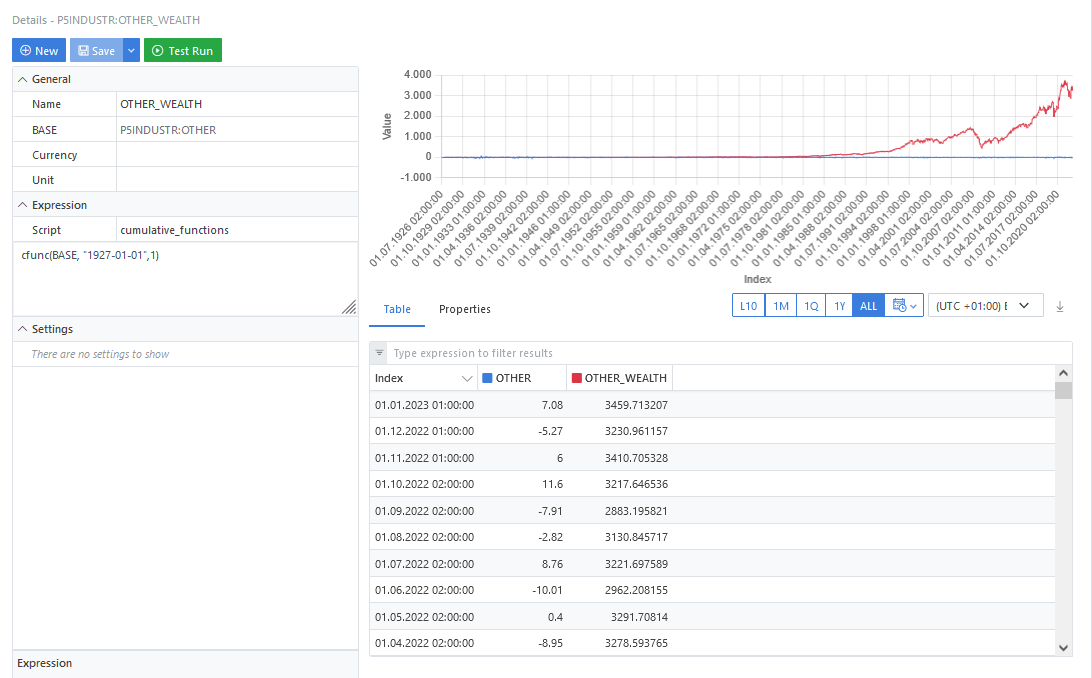 Details - P5INDUSTR:OTHER_WEALTH
New Save Test Run
General
Name OTHER_WEALTH
BASE P5INDUSTR:OTHER
Currency
Unit
Expression
Script cumulative_functions
cfunc(BASE, "1927-01-01",1)
Settings
There are no settings to show
Expression
4.000
3.000
2.000
1.000
0
-1.000
Value
01.07.1926 02:00:00
01.10.1929 02:00:00
01.01.1933 01:00:00
01.04.1936 02:00:00
01.07.1939 02:00:00
01.10.1942 02:00:00
01.01.1946 01:00:00
01.04.1949 02:00:00
01.07.1952 02:00:00
01.10.1955 02:00:00
01.01.1959 01:00:00
01.04.1962 02:00:00
01.07.1965 02:00:00
01.10.1968 02:00:00
01.01.1972 01:00:00
01.04.1975 02:00:00
01.07.1978 02:00:00
01.10.1981 02:00:00
01.01.1985 01:00:00
01.04.1988 02:00:00
01.07.1991 02:00:00
01.10.1994 02:00:00
01.01.1998 01:00:00
01.04.2001 02:00:00
01.07.2004 02:00:00
01.10.2007 02:00:00
01.01.2011 01:00:00
01.04.2014 02:00:00
01.07.2017 02:00:00
01.10.2020 02:00:00
Index
Table Properties L10 1M 1Q 1Y ALL (UTC +01:00) E
Type expression to filter results
Index OTHER OTHER_WEALTH
01.01.2023 01:00:00 7.08 3459.713207
01.12.2022 01:00:00 -5.27 3230.961157
01.11.2022 01:00:00 6 3410.705328
01.10.2022 02:00:00 11.6 3217.646536
01.09.2022 02:00:00 -7.91 2883.195821
01.08.2022 02:00:00 -2.82 3130.845717
01.07.2022 02:00:00 8.76 3221.697589
01.06.2022 02:00:00 -10.01 2962.208155
01.05.2022 02:00:00 0.4 3291.70814
01.04.2022 02:00:00 -8.95 3278.593765